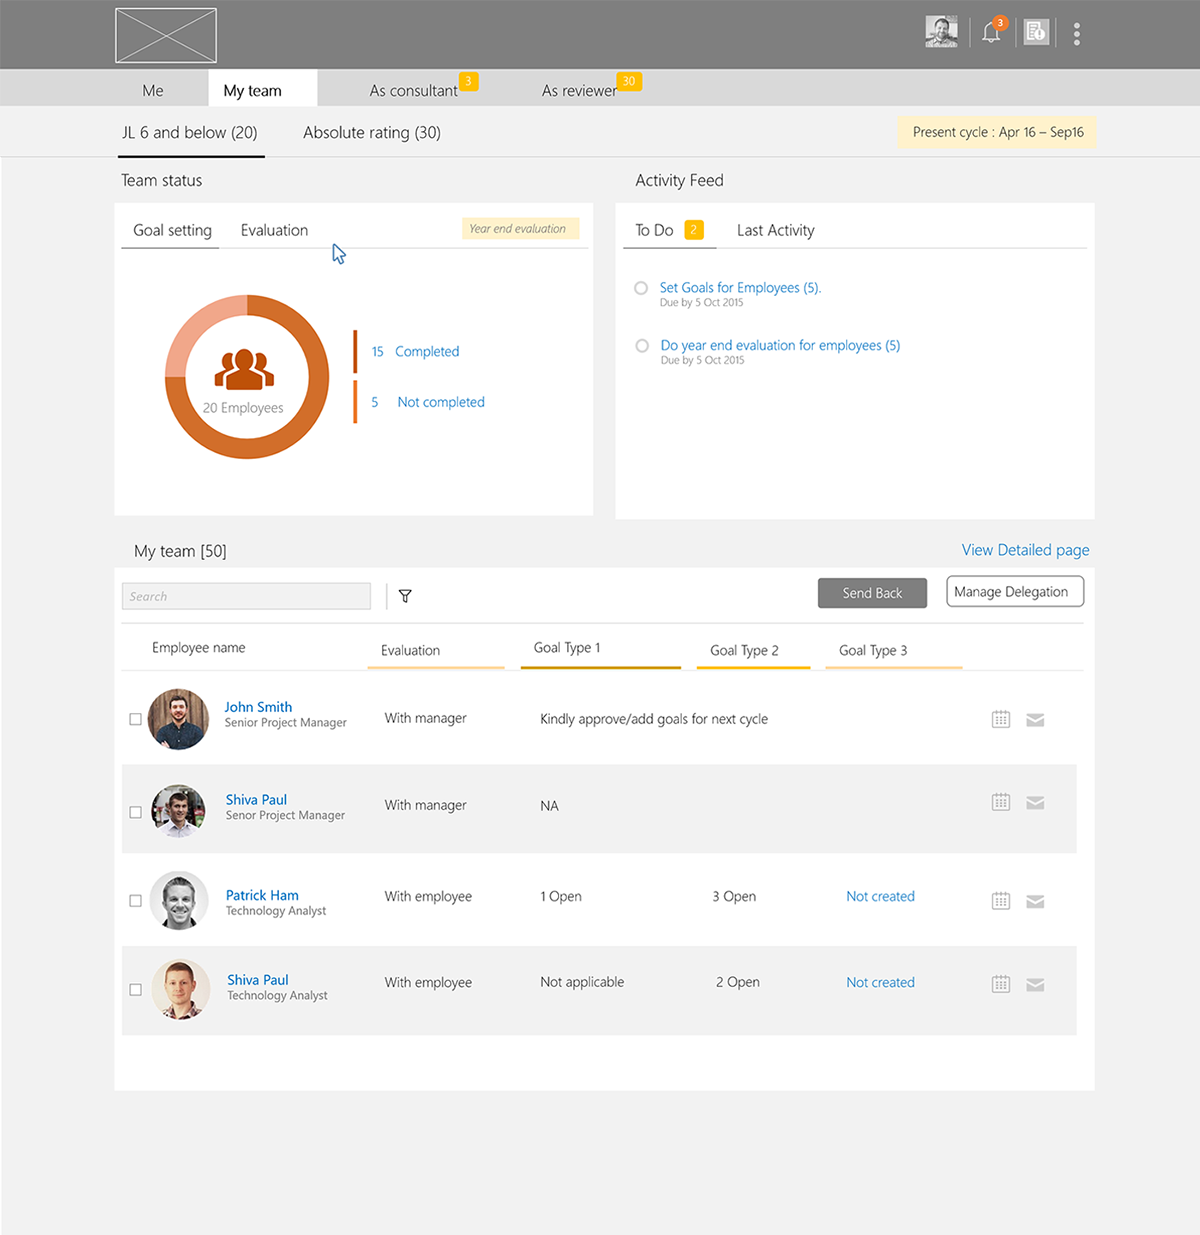 3
Me
My team
As consultant
3
As reviewer
30
JL 6 and below (20)
Absolute rating (30)
Present cycle : Apr 16 – Sep16
Team status
Activity Feed
Goal setting
Evaluation
Year end evaluation
To Do
2
Last Activity
20 Employees
15 Completed
5 Not completed
Set Goals for Employees (5).
Due by 5 Oct 2015
Do year end evaluation for employees (5)
Due by 5 Oct 2015
My team [50]
View Detailed page
Search
Send Back
Manage Delegation
Employee name
Evaluation
Goal Type 1
Goal Type 2
Goal Type 3
John Smith
Senior Project Manager
With manager
Kindly approve/add goals for next cycle
Shiva Paul
Senor Project Manager
With manager
NA
Patrick Ham
Technology Analyst
With employee
1 Open
3 Open
Not created
Shiva Paul
Technology Analyst
With employee
Not applicable
2 Open
Not created